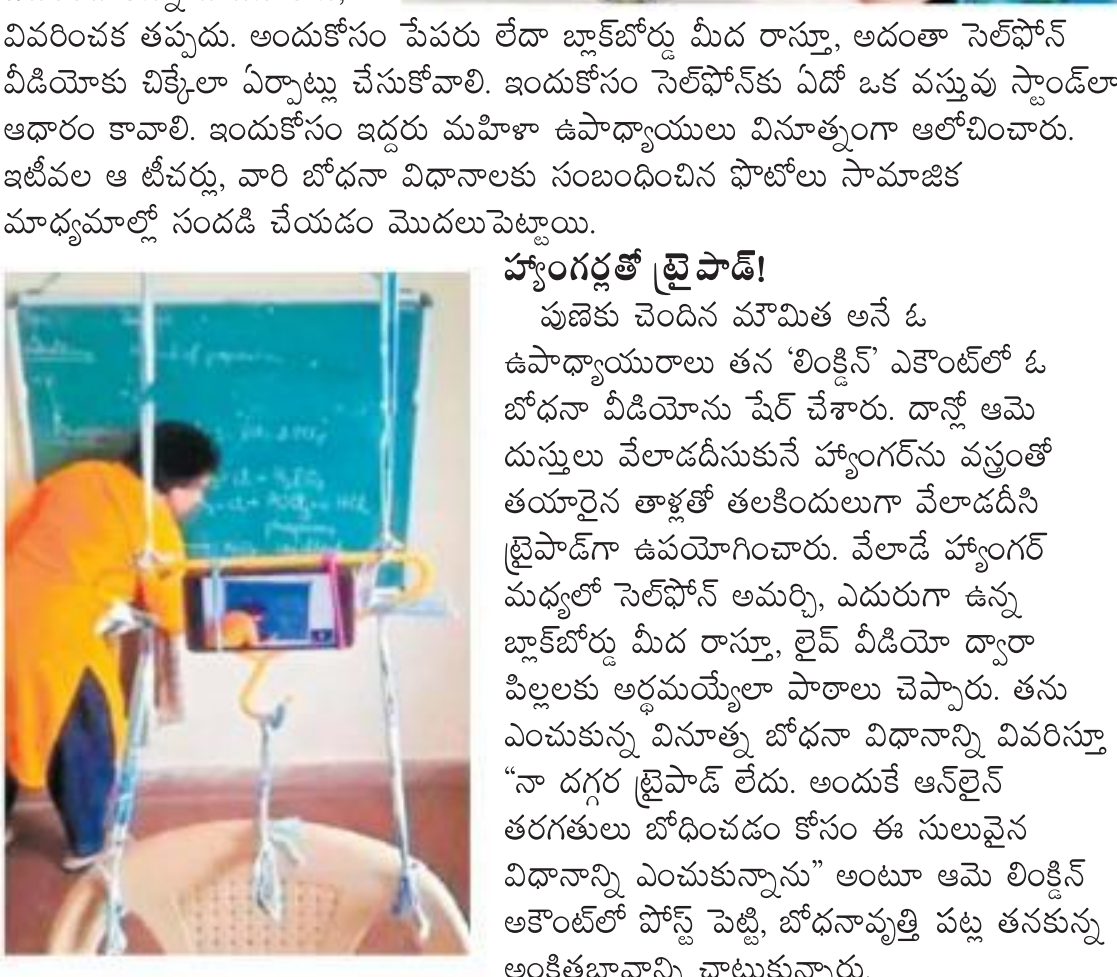 వివరించక తప్పదు. అందుకోసం పేపరు లేదా బ్లాక్‌బోర్డు మీద రాస్తూ, అదంతా సెల్‌ఫోన్
వీడియోకు చిక్కేలా ఏర్పాట్లు చేసుకోవాలి. ఇందుకోసం సెల్‌ఫోన్‌కు ఏదో ఒక వస్తువు స్టాండ్‌లా
ఆధారం కావాలి. ఇందుకోసం ఇద్దరు మహిళా ఉపాధ్యాయులు వినూత్నంగా ఆలోచించారు.
ఇటీవల ఆ టీచర్లు, వారి బోధనా విధానాలకు సంబంధించిన ఫొటోలు సామాజిక
మాధ్యమాల్లో సందడి చేయడం మొదలుపెట్టాయి.
హ్యాంగర్లతో ట్రైపాడ్!
పుణెకు చెందిన మౌమిత అనే ఓ
ఉపాధ్యాయురాలు తన ‘లింక్డిన్’ ఎకౌంట్‌లో ఓ
బోధనా వీడియోను షేర్ చేశారు. దాన్లో ఆమె
దుస్తులు వేలాడదీసుకునే హ్యాంగర్‌ను వస్త్రంతో
తయారైన తాళ్లతో తలకిందులుగా వేలాడదీసి
ట్రైపాడ్‌గా ఉపయోగించారు. వేలాడే హ్యాంగర్
మధ్యలో సెల్‌ఫోన్ అమర్చి, ఎదురుగా ఉన్న
బ్లాక్‌బోర్డు మీద రాస్తూ, లైవ్ వీడియో ద్వారా
పిల్లలకు అర్థమయ్యేలా పాఠాలు చెప్పారు. తను
ఎంచుకున్న వినూత్న బోధనా విధానాన్ని వివరిస్తూ
“నా దగ్గర ట్రైపాడ్ లేదు. అందుకే ఆన్‌లైన్
తరగతులు బోధించడం కోసం ఈ సులువైన
విధానాన్ని ఎంచుకున్నాను” అంటూ ఆమె లింక్డిన్
అకౌంట్‌లో పోస్ట్ పెట్టి, బోధనావృత్తి పట్ల తనకున్న
అంకితభావాన్ని చాటుకున్నారు.